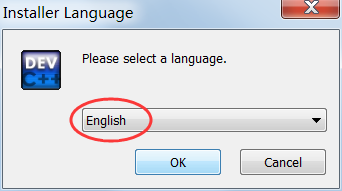 Installer Language
DEV
C++
Please select a language.
English
OK
Cancel